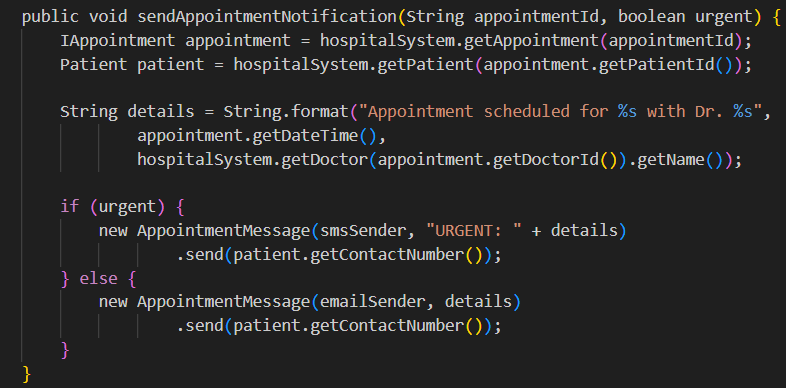 public void sendAppointmentNotification(String appointmentId, boolean urgent) {
    IAppointment appointment = hospitalSystem.getAppointment(appointmentId);
    Patient patient = hospitalSystem.getPatient(appointment.getPatientId());

    String details = String.format("Appointment scheduled for %s with Dr. %s",
            appointment.getDateTime(),
            hospitalSystem.getDoctor(appointment.getDoctorId()).getName());

    if (urgent) {
        new AppointmentMessage(smsSender, "URGENT: " + details)
                .send(patient.getContactNumber());
    } else {
        new AppointmentMessage(emailSender, details)
                .send(patient.getContactNumber());
    }
}